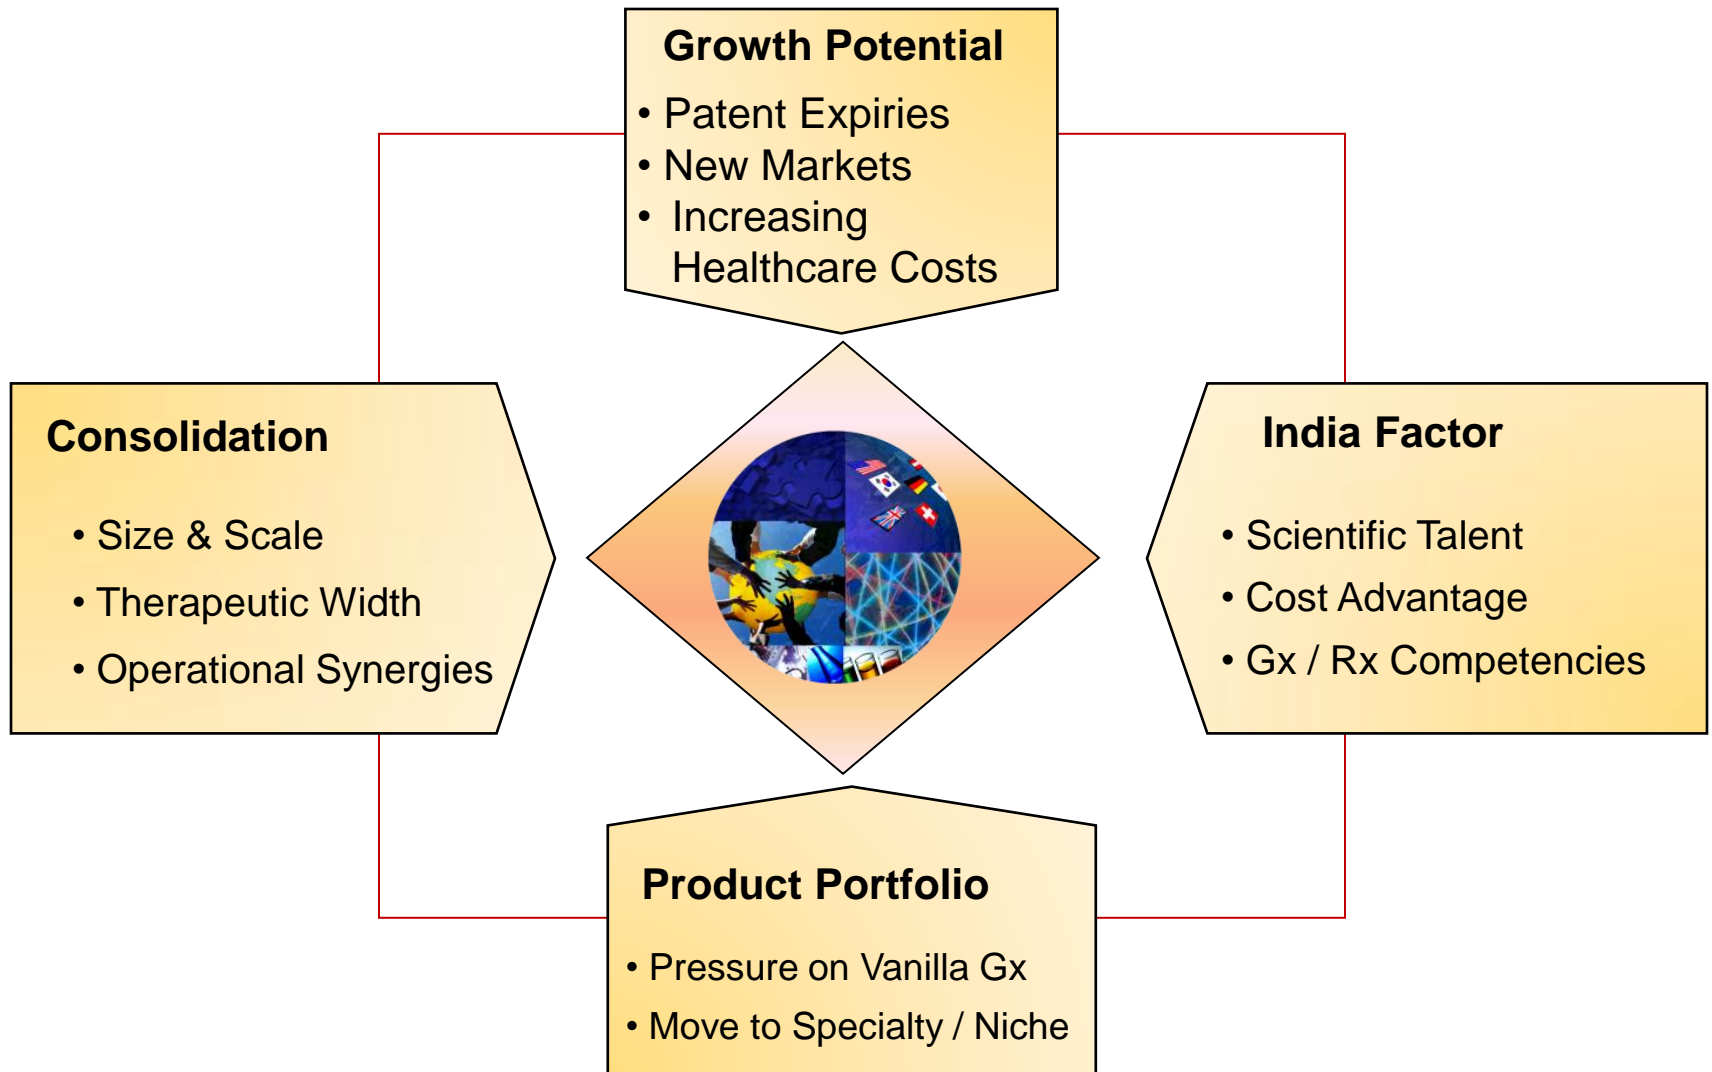 Growth Potential
• Patent Expiries
• New Markets
• Increasing
Healthcare Costs
Consolidation
• Size & Scale
• Therapeutic Width
• Operational Synergies
India Factor
• Scientific Talent
• Cost Advantage
• Gx / Rx Competencies
Product Portfolio
• Pressure on Vanilla Gx
• Move to Specialty / Niche